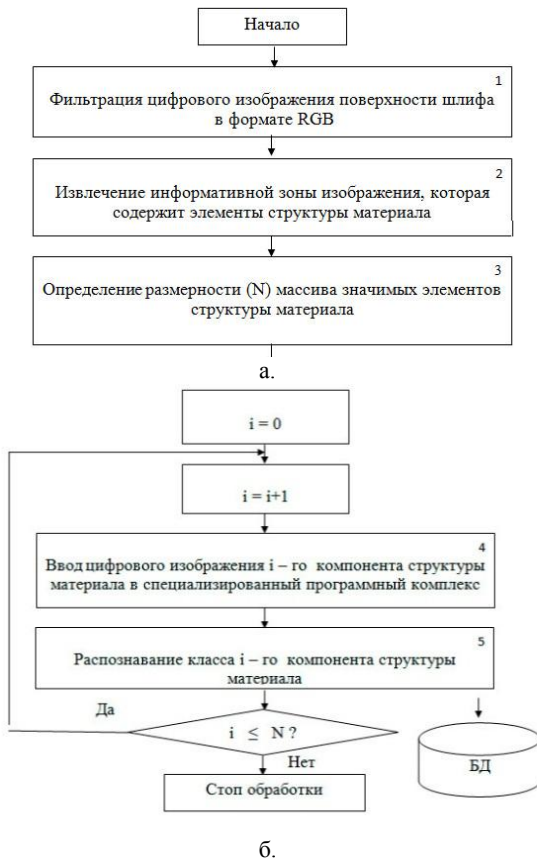 Начало
1
Фильтрация цифрового изображения поверхности шлифа
в формате RGB
2
Извлечение информативной зоны изображения, которая
содержит элементы структуры материала
3
Определение размерности (N) массива значимых элементов
структуры материала
а.
i = 0
i = i+1
4
Ввод цифрового изображения i – го компонента структуры
материала в специализированный программный комплекс
5
Распознавание класса i – го компонента структуры
материала
Да
i ≤ N ?
Нет
БД
Стоп обработки
б.